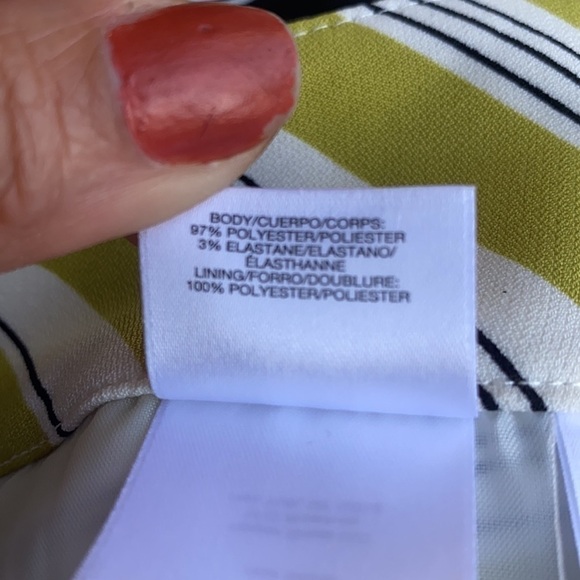 BODY/CUERPO/CORPS:
97% POLYESTER/POLIESTER
3% ELASTANE/ELASTANO/
ÉLASTHANNE
LINING/FORRO/DOUBLURE:
100% POLYESTER/POLIESTER